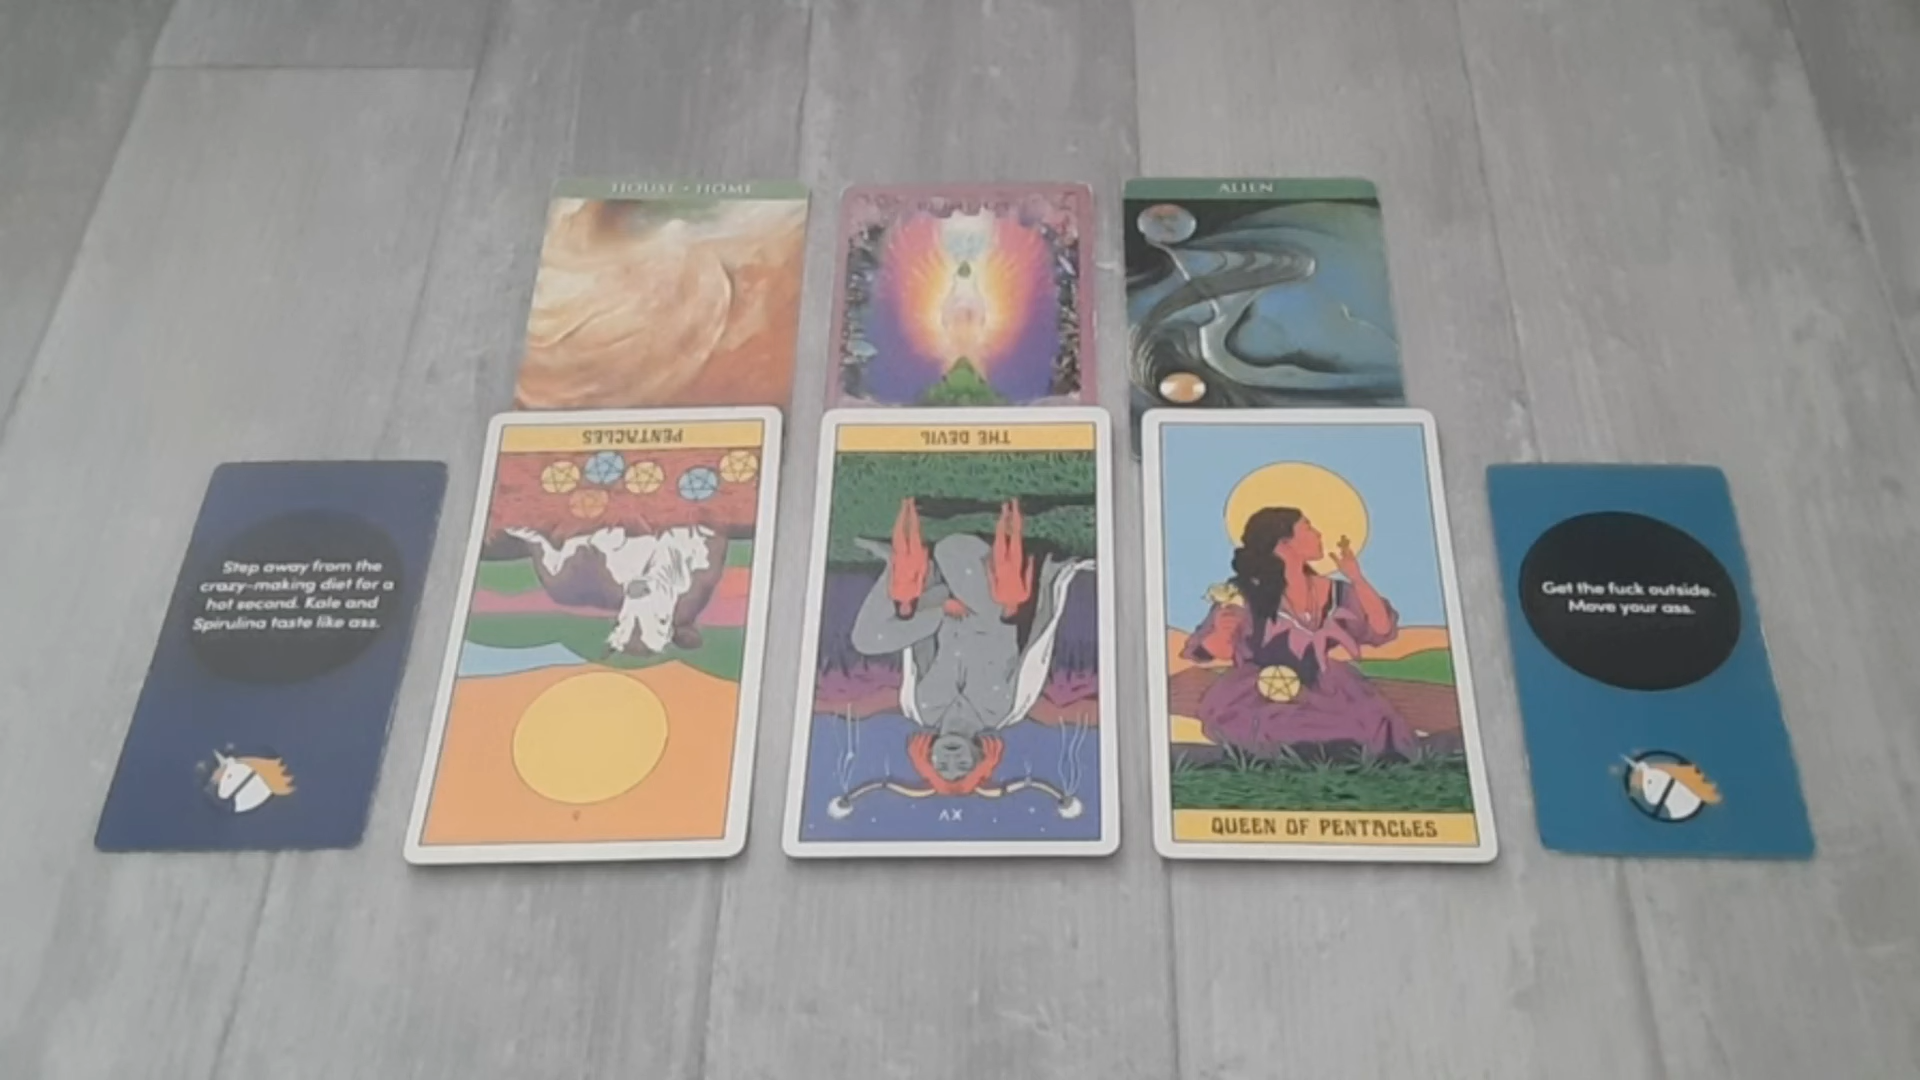 HOUSE • HOME
ALIEN
PENTACLES
THE DEVIL
XV
QUEEN OF PENTACLES
Step away from the
crazy-making diet for a
hot second. Kale and
Spirulina taste like ass.
Get the fuck outside.
Move your ass.